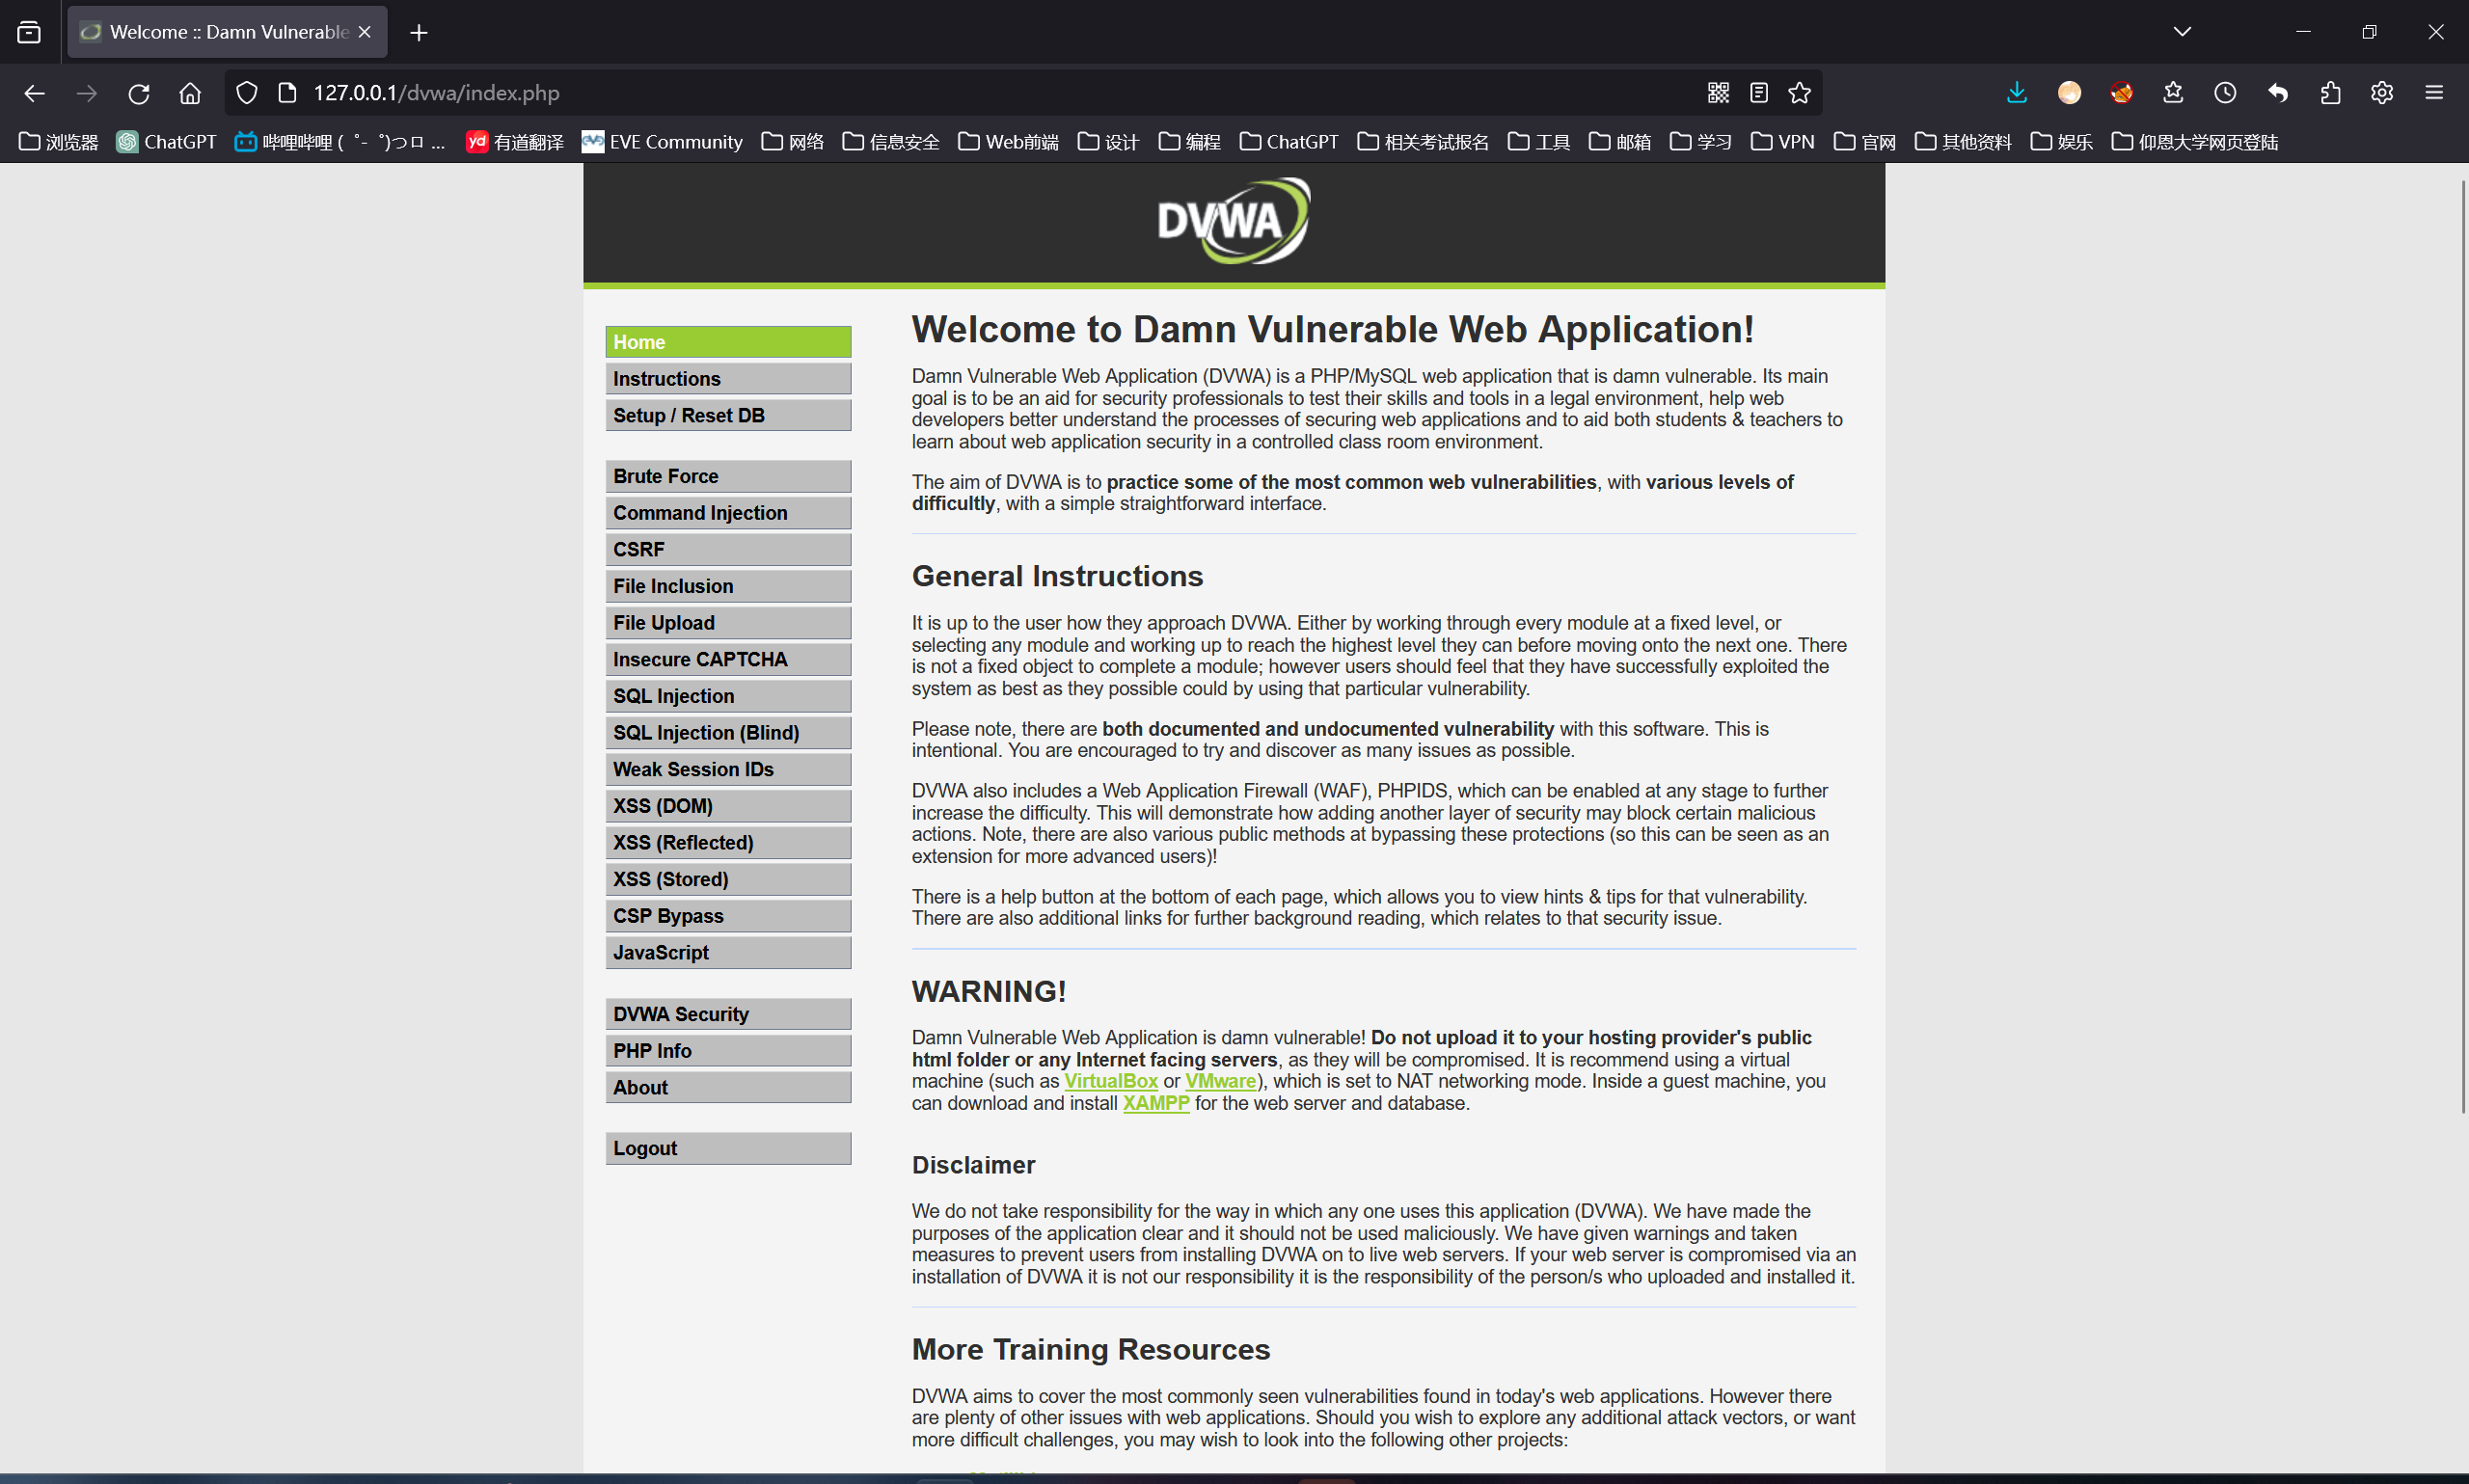 Welcome :: Damn Vulnerable
127.0.0.1/dvwa/index.php
浏览器 ChatGPT 哔哩哔哩 ( ゜- ゜)つロ ... 有道翻译 EVE Community 网络 信息安全 Web前端 设计 编程 ChatGPT 相关考试报名 工具 邮箱 学习 VPN 官网 其他资料 娱乐 仰恩大学网页登陆
DVWA
Home
Instructions
Setup / Reset DB
Brute Force
Command Injection
CSRF
File Inclusion
File Upload
Insecure CAPTCHA
SQL Injection
SQL Injection (Blind)
Weak Session IDs
XSS (DOM)
XSS (Reflected)
XSS (Stored)
CSP Bypass
JavaScript
DVWA Security
PHP Info
About
Logout
Welcome to Damn Vulnerable Web Application!
Damn Vulnerable Web Application (DVWA) is a PHP/MySQL web application that is damn vulnerable. Its main
goal is to be an aid for security professionals to test their skills and tools in a legal environment, help web
developers better understand the processes of securing web applications and to aid both students & teachers to
learn about web application security in a controlled class room environment.
The aim of DVWA is to practice some of the most common web vulnerabilities, with various levels of
difficultly, with a simple straightforward interface.
General Instructions
It is up to the user how they approach DVWA. Either by working through every module at a fixed level, or
selecting any module and working up to reach the highest level they can before moving onto the next one. There
is not a fixed object to complete a module; however users should feel that they have successfully exploited the
system as best as they possible could by using that particular vulnerability.
Please note, there are both documented and undocumented vulnerability with this software. This is
intentional. You are encouraged to try and discover as many issues as possible.
DVWA also includes a Web Application Firewall (WAF), PHPIDS, which can be enabled at any stage to further
increase the difficulty. This will demonstrate how adding another layer of security may block certain malicious
actions. Note, there are also various public methods at bypassing these protections (so this can be seen as an
extension for more advanced users)!
There is a help button at the bottom of each page, which allows you to view hints & tips for that vulnerability.
There are also additional links for further background reading, which relates to that security issue.
WARNING!
Damn Vulnerable Web Application is damn vulnerable! Do not upload it to your hosting provider's public
html folder or any Internet facing servers, as they will be compromised. It is recommend using a virtual
machine (such as VirtualBox or VMware), which is set to NAT networking mode. Inside a guest machine, you
can download and install XAMPP for the web server and database.
Disclaimer
We do not take responsibility for the way in which any one uses this application (DVWA). We have made the
purposes of the application clear and it should not be used maliciously. We have given warnings and taken
measures to prevent users from installing DVWA on to live web servers. If your web server is compromised via an
installation of DVWA it is not our responsibility it is the responsibility of the person/s who uploaded and installed it.
More Training Resources
DVWA aims to cover the most commonly seen vulnerabilities found in today's web applications. However there
are plenty of other issues with web applications. Should you wish to explore any additional attack vectors, or want
more difficult challenges, you may wish to look into the following other projects: